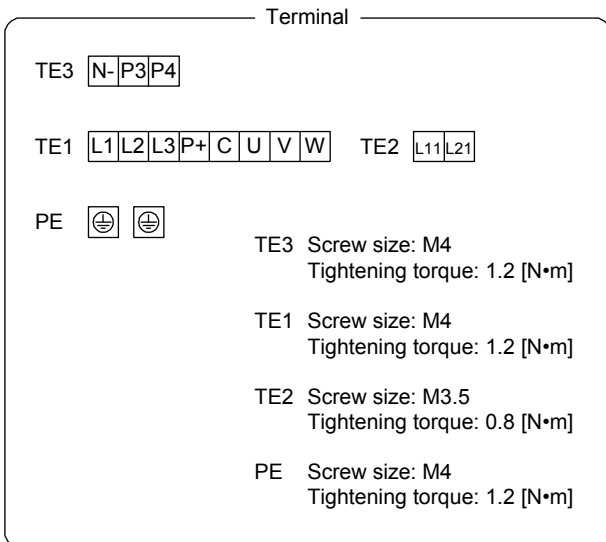 Terminal
TE3 N- P3 P4
TE1 L1 L2 L3 P+ C U V W TE2 L11 L21
PE
TE3 Screw size: M4
Tightening torque: 1.2 [N•m]
TE1 Screw size: M4
Tightening torque: 1.2 [N•m]
TE2 Screw size: M3.5
Tightening torque: 0.8 [N•m]
PE Screw size: M4
Tightening torque: 1.2 [N•m]